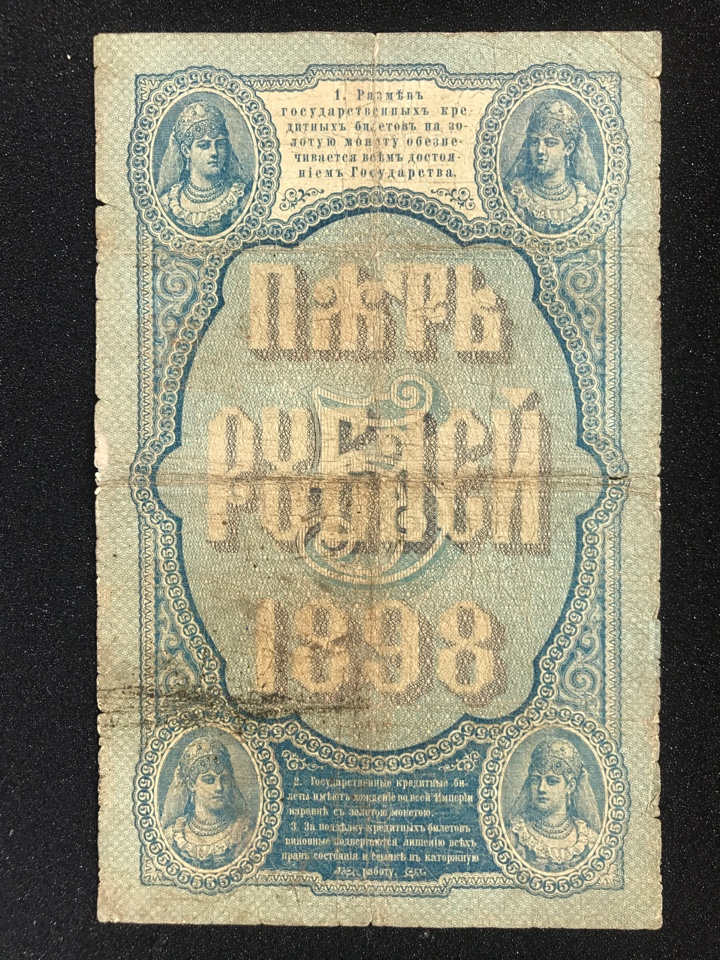 1. Размѣнъ
государственныхъ кре
дитныхъ билетовъ на зо-
лотую монету обезпе-
чивается всѣмъ достоя-
ніемъ Государства.
ПѦТЬ
5
РУБЛЕЙ
1898
2. Государственные кредитные би-
леты имѣютъ хожденіе во всей Имперіи
наравнѣ съ золотою монетою.
3. За поддѣлку кредитныхъ билетовъ
виновные подвергаются лишенію всѣхъ
правъ состоянія и ссылкѣ въ каторжную
работу.